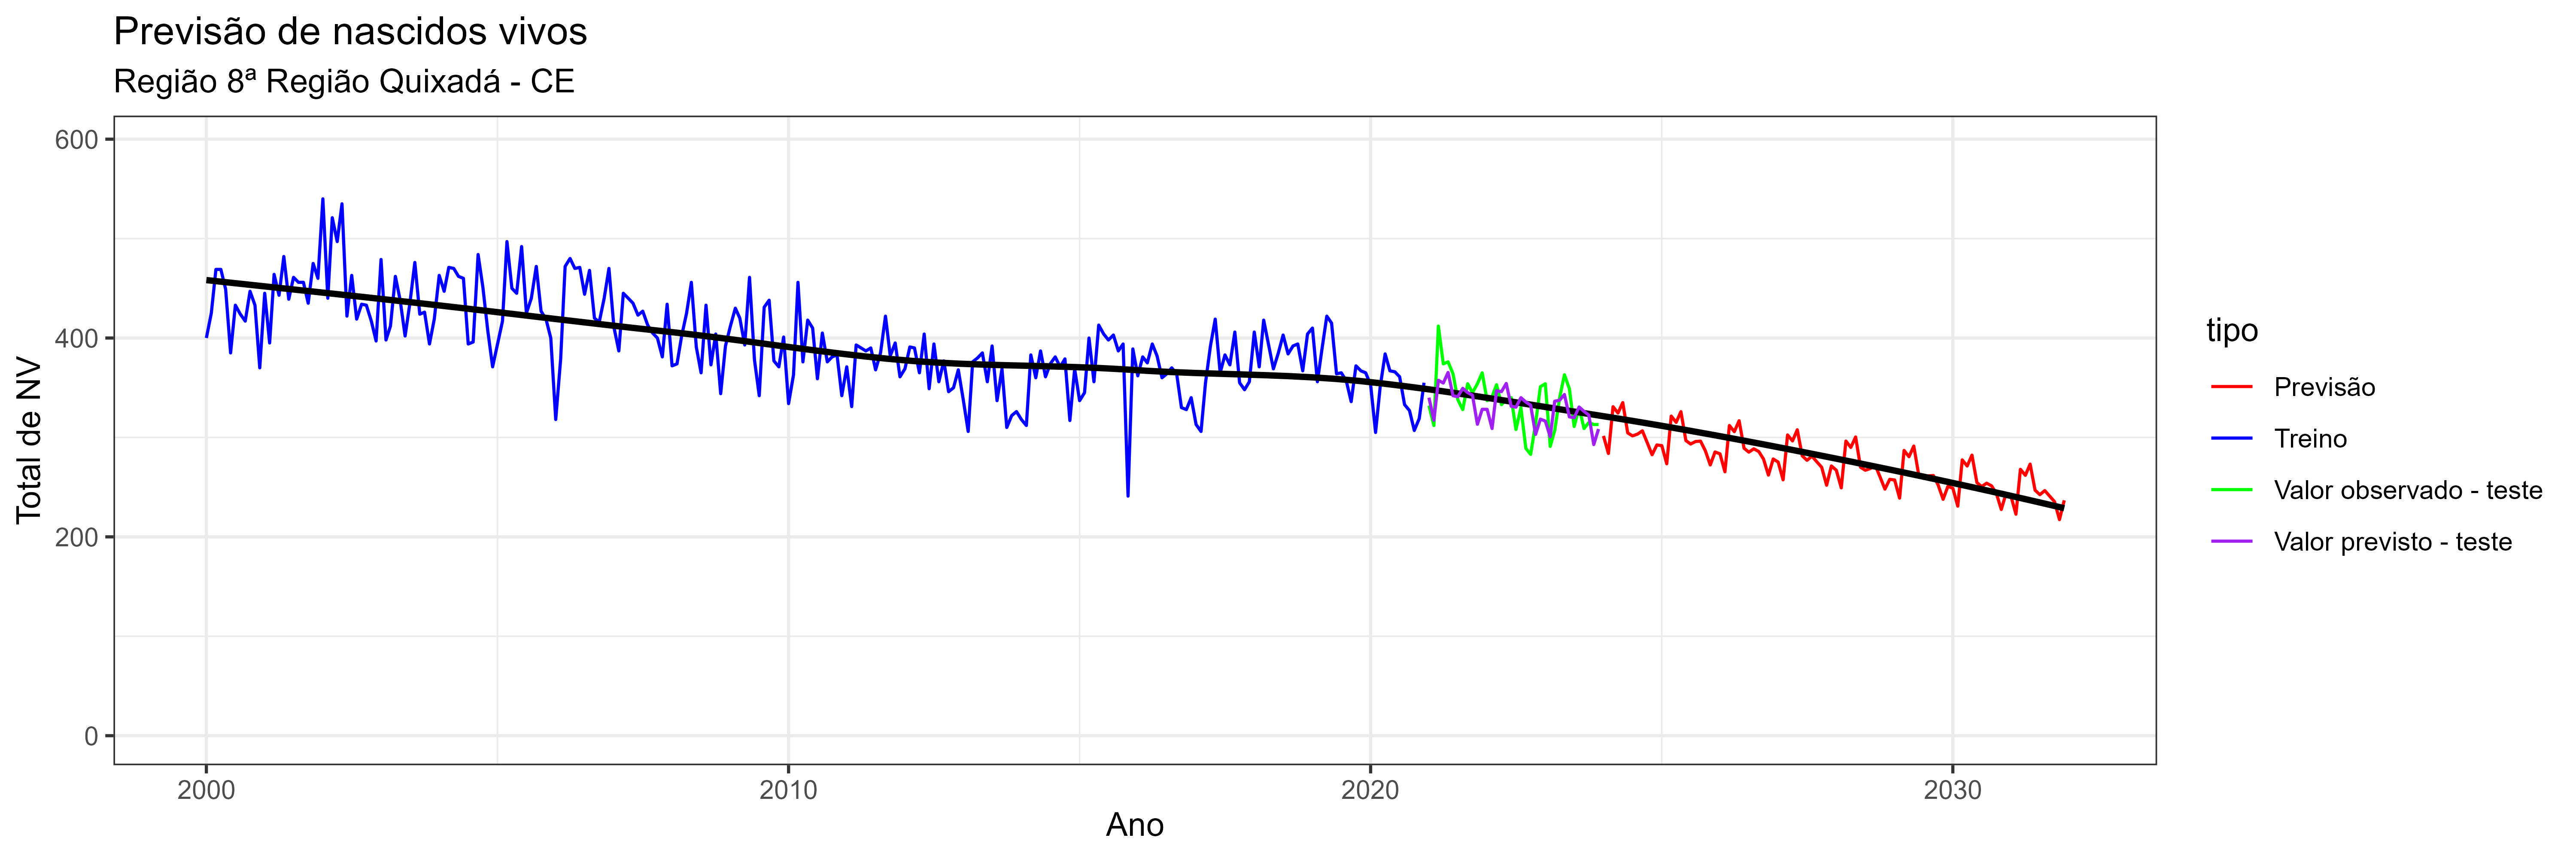 Previsão de nascidos vivos
Região 8ª Região Quixadá - CE
Total de NV
600
400
200
0
2000
2010
2020
2030
Ano
tipo
Previsão
Treino
Valor observado - teste
Valor previsto - teste